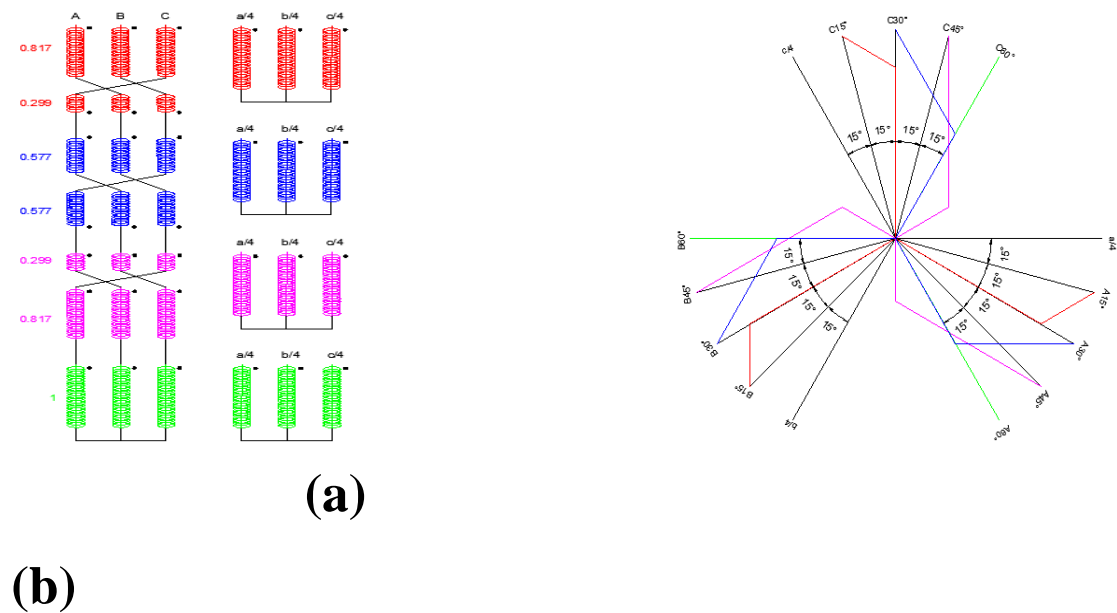 A B C a/4 b/4 c/4
0.817
0.299
0.577 a/4 b/4 c/4
0.577
0.299 a/4 b/4 c/4
0.817
1 a/4 b/4 c/4
c/4 C15° C30° C45° C60°
15° 15° 15° 15°
B60° B45° B30° B15° b/4
15° 15° 15° 15°
a/4 A15° A30° A45° A60°
15° 15° 15° 15°
(a)
(b)